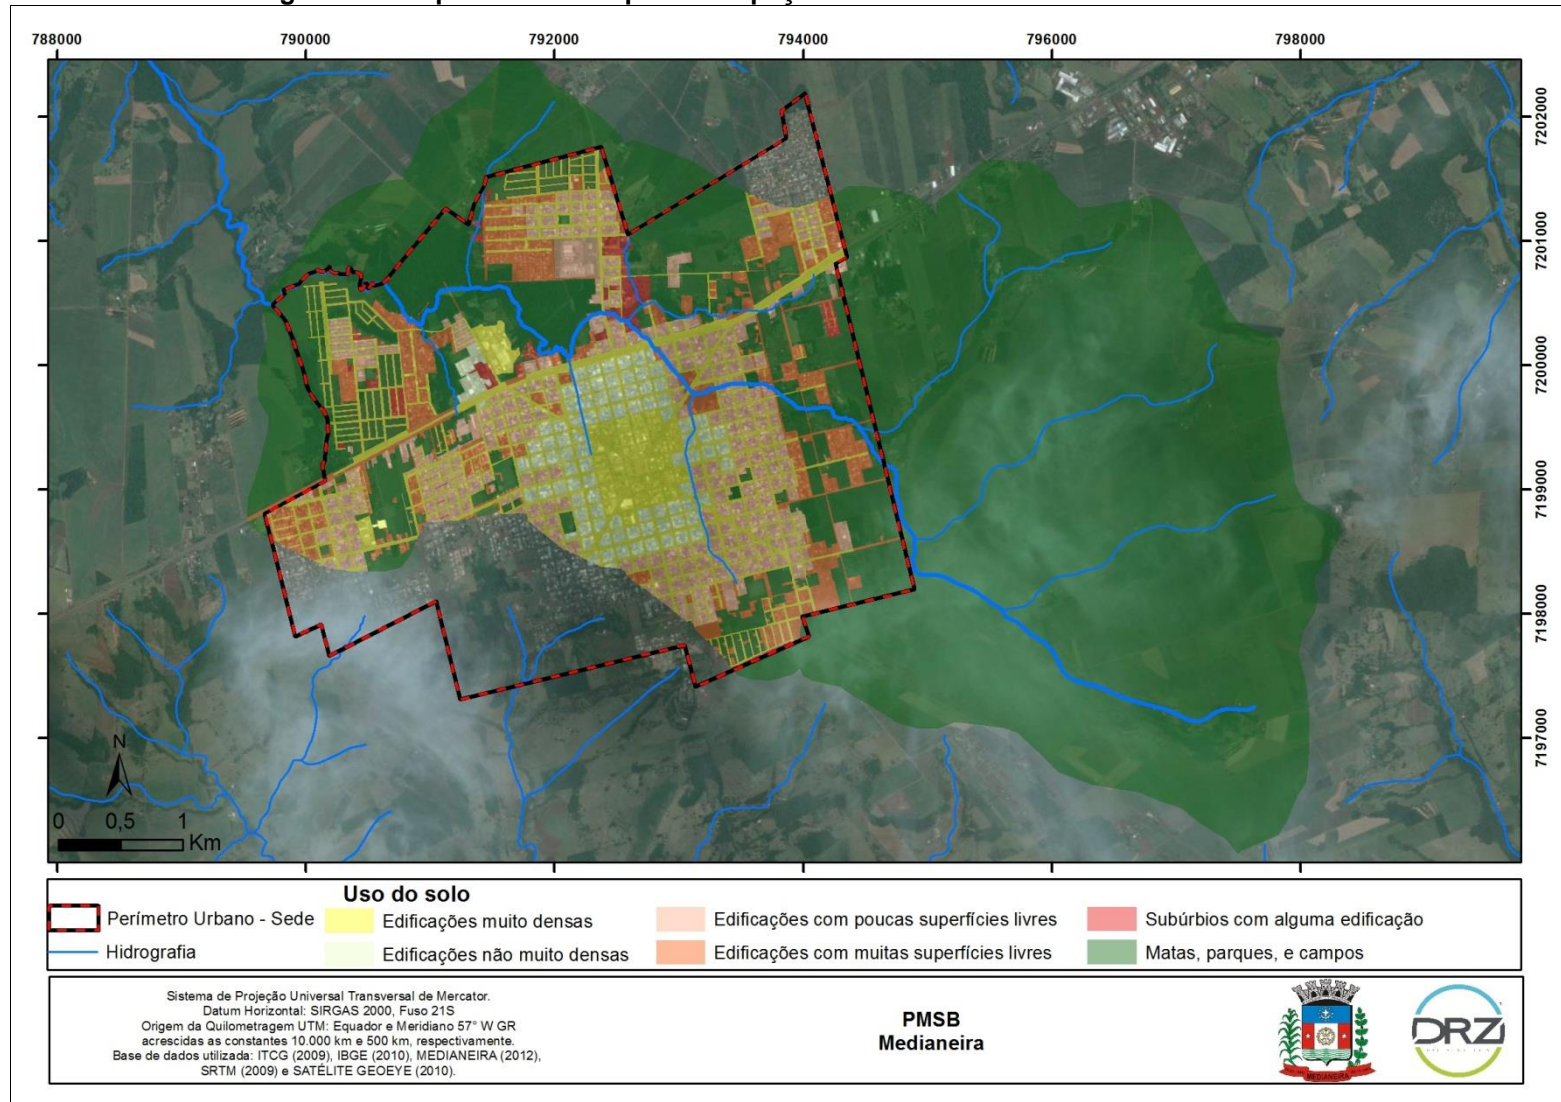 788000 790000 792000 794000 796000 798000
7202000
7201000
7200000
7199000
7198000
7197000
N
0 0,5 1
Km
Uso do solo
Perímetro Urbano - Sede
Hidrografia
Edificações muito densas
Edificações não muito densas
Edificações com poucas superfícies livres
Edificações com muitas superfícies livres
Subúrbios com alguma edificação
Matas, parques, e campos
Sistema de Projeção Universal Transversal de Mercator.
Datum Horizontal: SIRGAS 2000, Fuso 21S
Origem da Quilometragem UTM: Equador e Meridiano 57° W GR
acrescidas as constantes 10.000 km e 500 km, respectivamente.
Base de dados utilizada: ITCG (2009), IBGE (2010), MEDIANEIRA (2012),
SRTM (2009) e SATÉLITE GEOEYE (2010).
PMSB
Medianeira
MEDIANEIRA
DRZ